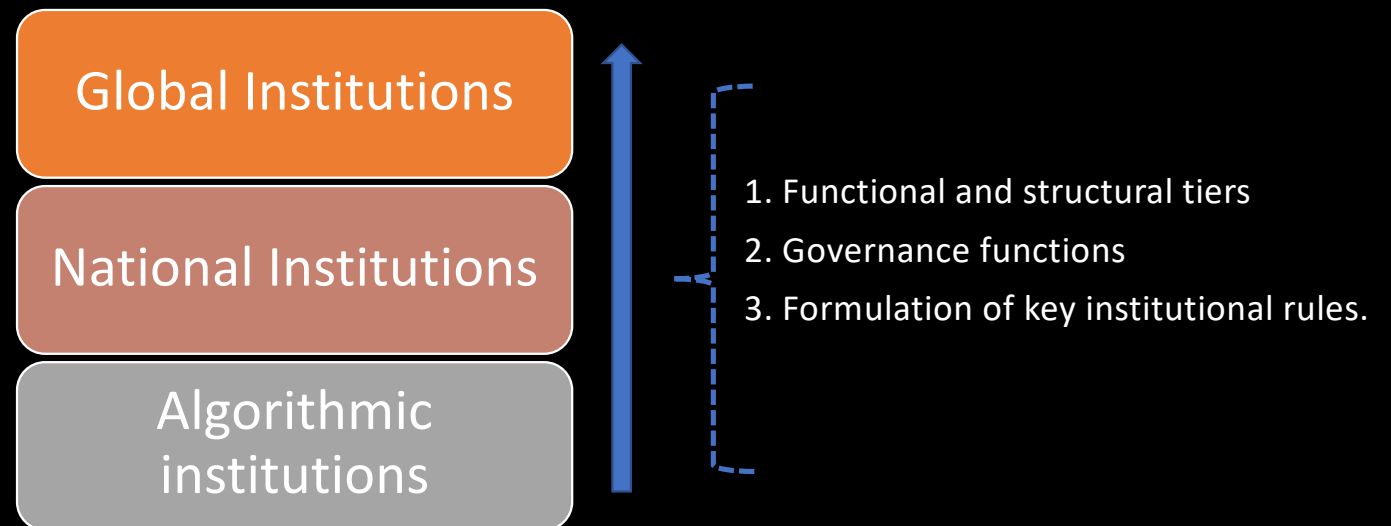 Global Institutions
National Institutions
Algorithmic
institutions
1. Functional and structural tiers
2. Governance functions
3. Formulation of key institutional rules.